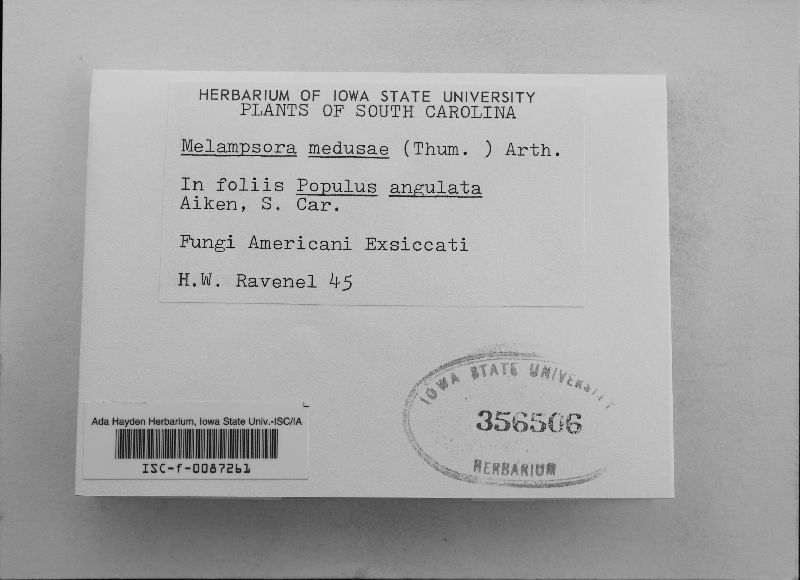 HERBARIUM OF IOWA STATE UNIVERSITY
PLANTS OF SOUTH CAROLINA
Melampsora medusae (Thum. ) Arth.
In foliis Populus angulata
Aiken, S. Car.
Fungi Americani Exsiccati
H.W. Ravenel 45
IOWA STATE UNIVERSITY
356506
HERBARIUM
Ada Hayden Herbarium, Iowa State Univ.-ISC/IA
ISC-f-0087261